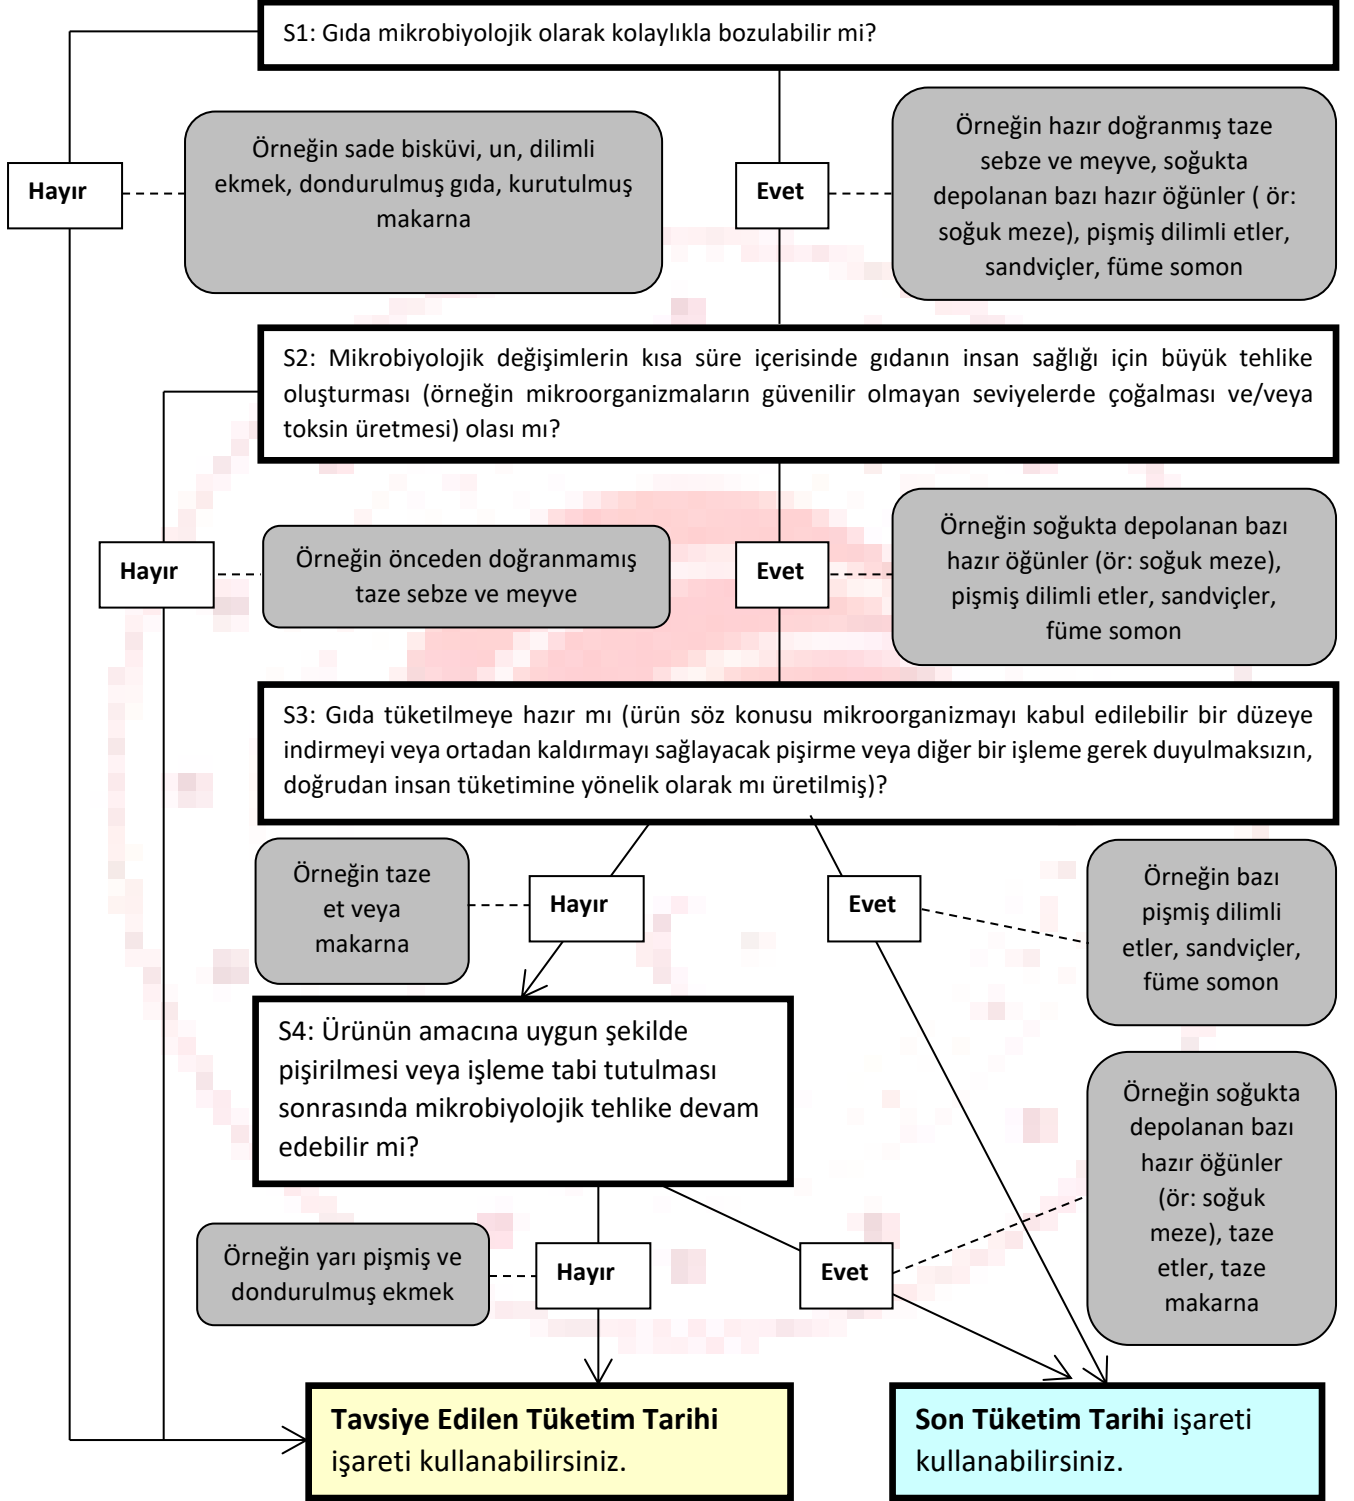 S1: Gıda mikrobiyolojik olarak kolaylıkla bozulabilir mi?
Hayır
Örneğin sade bisküvi, un, dilimli
ekmek, dondurulmuş gıda, kurutulmuş
makarna
Evet
Örneğin hazır doğranmış taze
sebze ve meyve, soğukta
depolanan bazı hazır öğünler ( ör:
soğuk meze), pişmiş dilimli etler,
sandviçler, füme somon
S2: Mikrobiyolojik değişimlerin kısa süre içerisinde gıdanın insan sağlığı için büyük tehlike
oluşturması (örneğin mikroorganizmaların güvenilir olmayan seviyelerde çoğalması ve/veya
toksin üretmesi) olası mı?
Hayır
Örneğin önceden doğranmamış
taze sebze ve meyve
Evet
Örneğin soğukta depolanan bazı
hazır öğünler (ör: soğuk meze),
pişmiş dilimli etler, sandviçler,
füme somon
S3: Gıda tüketilmeye hazır mı (ürün söz konusu mikroorganizmayı kabul edilebilir bir düzeye
indirmeyi veya ortadan kaldırmayı sağlayacak pişirme veya diğer bir işleme gerek duyulmaksızın,
doğrudan insan tüketimine yönelik olarak mı üretilmiş)?
Örneğin taze
et veya
makarna
Hayır
Evet
Örneğin bazı
pişmiş dilimli
etler, sandviçler,
füme somon
S4: Ürünün amacına uygun şekilde
pişirilmesi veya işleme tabi tutulması
sonrasında mikrobiyolojik tehlike devam
edebilir mi?
Örneğin soğukta
depolanan bazı
hazır öğünler
(ör: soğuk
meze), taze
etler, taze
makarna
Örneğin yarı pişmiş ve
dondurulmuş ekmek
Hayır
Evet
Tavsiye Edilen Tüketim Tarihi
işareti kullanabilirsiniz.
Son Tüketim Tarihi işareti
kullanabilirsiniz.